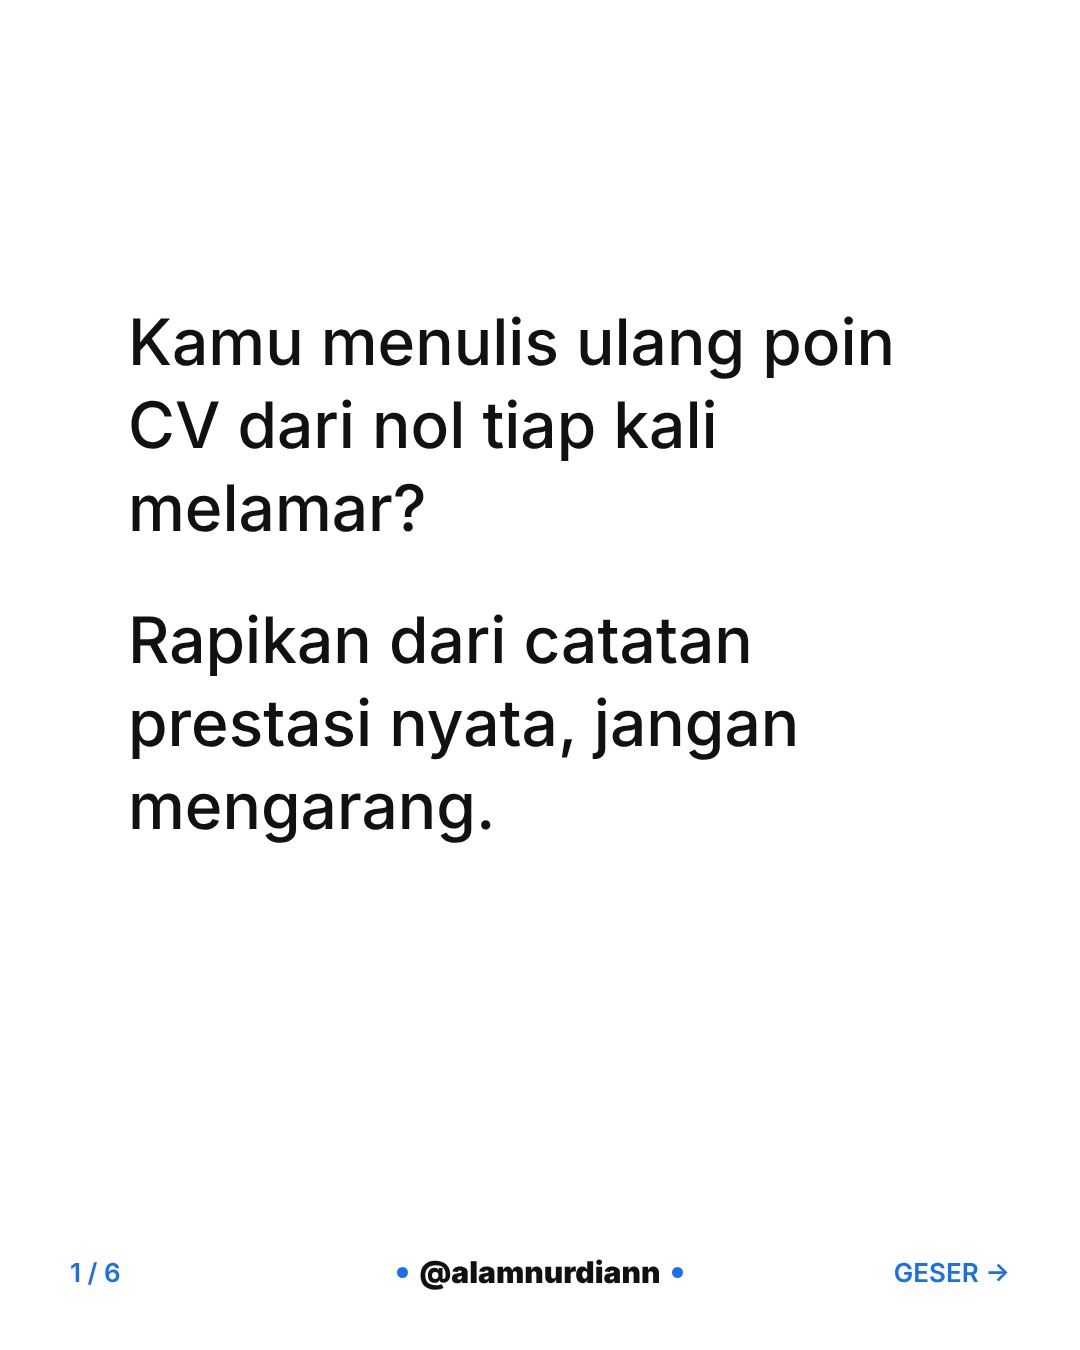 Kamu menulis ulang poin
CV dari nol tiap kali
melamar?
Rapikan dari catatan
prestasi nyata, jangan
mengarang.
1 / 6
• @alamnurdiann •
GESER →